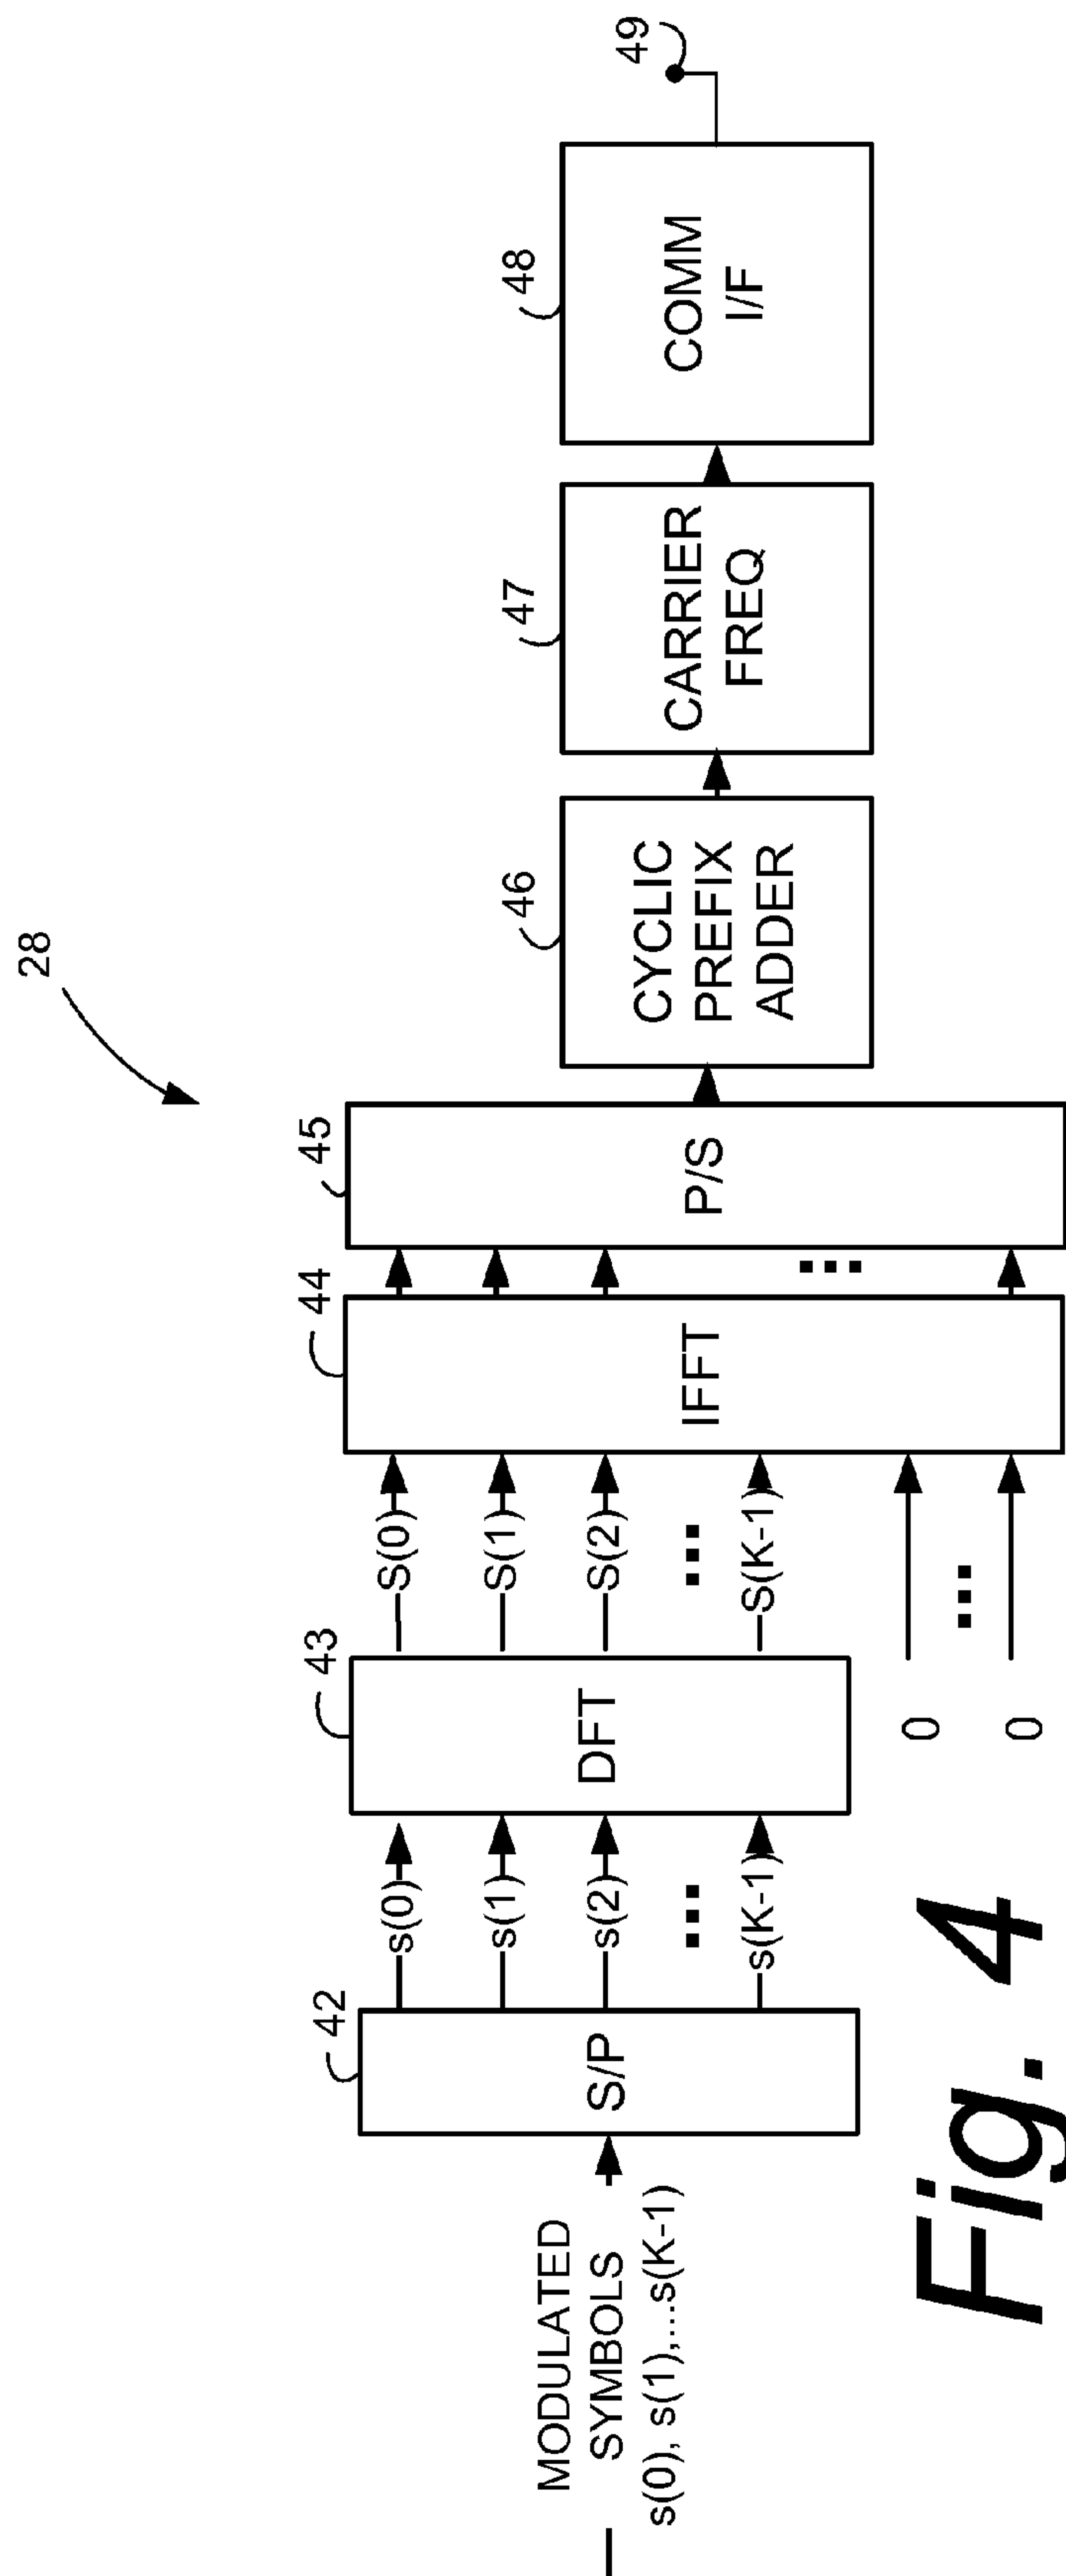 28
42
43
44
45
46
47
48
49
MODULATED
SYMBOLS
s(0), s(1),...s(K-1)
S/P
s(0)
s(1)
s(2)
...
s(K-1)
DFT
S(0)
S(1)
S(2)
...
S(K-1)
0
...
0
IFFT
...
P/S
CYCLIC
PREFIX
ADDER
CARRIER
FREQ
COMM
I/F
Fig. 4